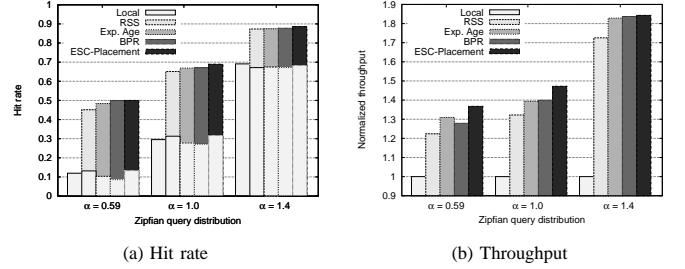 Local
RSS
Exp. Age
BPR
ESC-Placement
Hit rate
1
0.9
0.8
0.7
0.6
0.5
0.4
0.3
0.2
0.1
0
α = 0.59
α = 1.0
α = 1.4
Zipfian query distribution
(a) Hit rate
Local
RSS
Exp. Age
BPR
ESC-Placement
Normalized throughput
1.9
1.8
1.7
1.6
1.5
1.4
1.3
1.2
1.1
1
0.9
α = 0.59
α = 1.0
α = 1.4
Zipfian query distribution
(b) Throughput